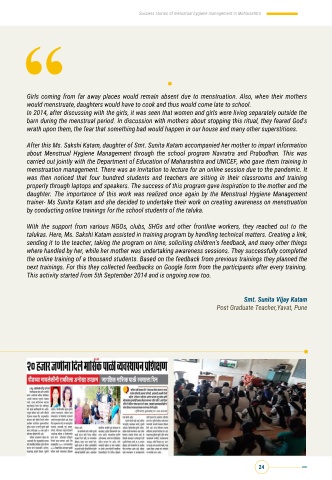 Success stories of menstrual hygiene management in Maharashtra
Girls coming from far away places would remain absent due to menstruation. Also, when their mothers
would menstruate, daughters would have to cook and thus would come late to school.
In 2014, after discussing with the girls, it was seen that women and girls were living separately outside the
barn during the menstrual period. In discussion with mothers about stopping this ritual, they feared God's
wrath upon them, the fear that something bad would happen in our house and many other superstitions.
After this Ms. Sakshi Katam, daughter of Smt. Sunita Katam accompanied her mother to impart information
about Menstrual Hygiene Management through the school program Navratra and Prabodhan. This was
carried out jointly with the Department of Education of Maharashtra and UNICEF, who gave them training in
menstruation management. There was an invitation to lecture for an online session due to the pandemic. It
was then noticed that four hundred students and teachers are sitting in their classrooms and training
properly through laptops and speakers. The success of this program gave inspiration to the mother and the
daughter. The importance of this work was realized once again by the Menstrual Hygiene Management
trainer- Ms Sunita Katam and she decided to undertake their work on creating awareness on menstruation
by conducting online trainings for the school students of the taluka.
With the support from various NGOs, clubs, SHGs and other frontline workers, they reached out to the
talukas. Here, Ms. Sakshi Katam assisted in training program by handling technical matters. Creating a link,
sending it to the teacher, taking the program on time, soliciting children's feedback, and many other things
where handled by her, while her mother was undertaking awareness sessions. They successfully completed
the online training of a thousand students. Based on the feedback from previous trainings they planned the
next trainings. For this they collected feedbacks on Google form from the participants after every training.
This activity started from 5th September 2014 and is ongoing now too.
Smt. Sunita Vijay Katam
Post Graduate Teacher,Yavat, Pune
२० हजार जणांना दिले मासिक पाळी व्यवस्थापन प्रशिक्षण
24